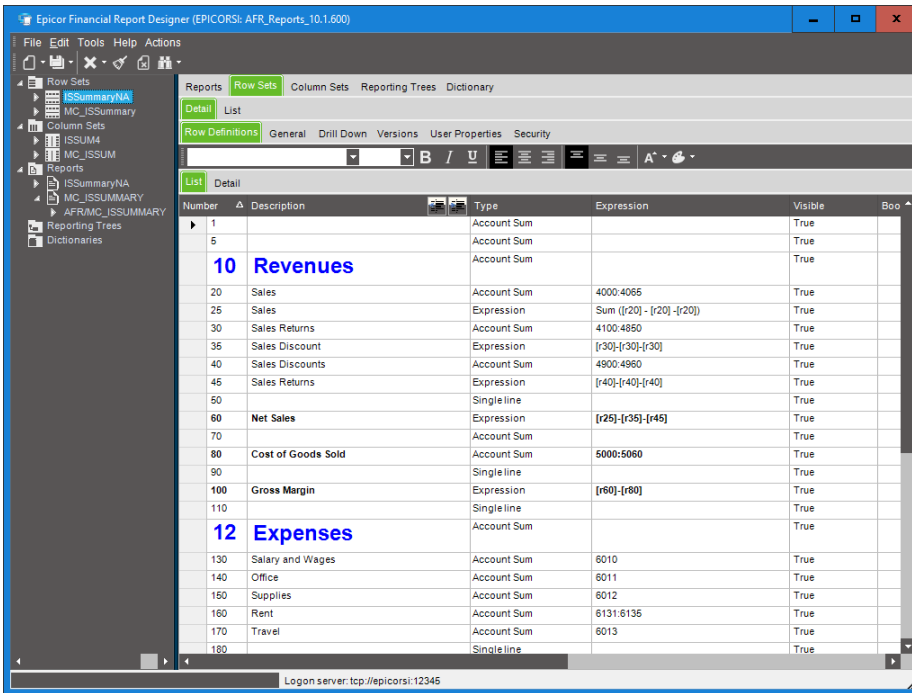 Epicor Financial Report Designer (EPICORSI: AFR_Reports_10.1.600)
File Edit Tools Help Actions
Row Sets
ISSummaryNA
MC_ISSummary
Column Sets
ISSUM4
MC_ISSUM
Reports
ISSummaryNA
MC_ISSUMMARY
AFR/MC_ISSUMMARY
Reporting Trees
Dictionaries
Reports Row Sets Column Sets Reporting Trees Dictionary
Detail List
Row Definitions General Drill Down Versions User Properties Security
B I U A
List Detail
Number Description Type Expression Visible Boo
1 Account Sum True
5 Account Sum True
10 Revenues Account Sum True
20 Sales Account Sum 4000:4065 True
25 Sales Expression Sum ([r20] - [r20] -[r20]) True
30 Sales Returns Account Sum 4100:4850 True
35 Sales Discount Expression [r30]-[r30]-[r30] True
40 Sales Discounts Account Sum 4900:4960 True
45 Sales Returns Expression [r40]-[r40]-[r40] True
50 Single line True
60 Net Sales Expression [r25]-[r35]-[r45] True
70 Account Sum True
80 Cost of Goods Sold Account Sum 5000:5060 True
90 Single line True
100 Gross Margin Expression [r60]-[r80] True
110 Single line True
12 Expenses Account Sum True
130 Salary and Wages Account Sum 6010 True
140 Office Account Sum 6011 True
150 Supplies Account Sum 6012 True
160 Rent Account Sum 6131:6135 True
170 Travel Account Sum 6013 True
180 Single line True
Logon server: tcp://epicorsi:12345